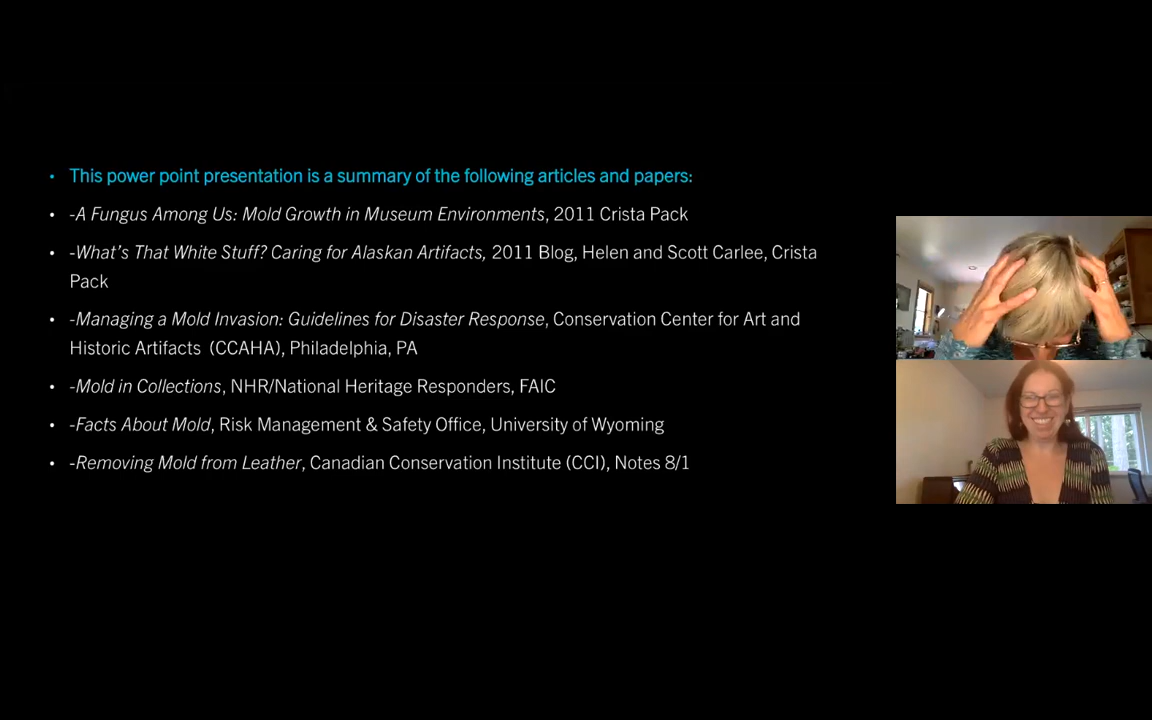 • This power point presentation is a summary of the following articles and papers:
• -A Fungus Among Us: Mold Growth in Museum Environments, 2011 Crista Pack
• -What's That White Stuff? Caring for Alaskan Artifacts, 2011 Blog, Helen and Scott Carlee, Crista
Pack
• -Managing a Mold Invasion: Guidelines for Disaster Response, Conservation Center for Art and
Historic Artifacts (CCAHA), Philadelphia, PA
• -Mold in Collections, NHR/National Heritage Responders, FAIC
• -Facts About Mold, Risk Management & Safety Office, University of Wyoming
• -Removing Mold from Leather, Canadian Conservation Institute (CCI), Notes 8/1